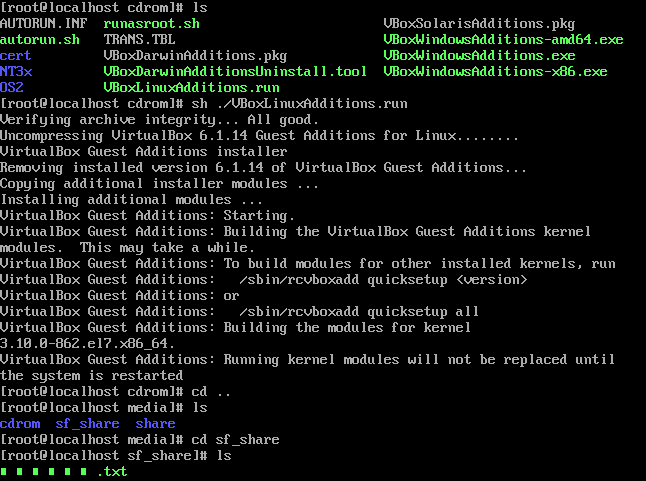 [root@localhost cdrom]# ls
AUTORUN.INF runasroot.sh VBoxSolarisAdditions.pkg
autorun.sh TRANS.TBL VBoxWindowsAdditions-amd64.exe
cert VBoxDarwinAdditions.pkg VBoxWindowsAdditions.exe
NT3x VBoxDarwinAdditionsUninstall.tool VBoxWindowsAdditions-x86.exe
OS2 VBoxLinuxAdditions.run
[root@localhost cdrom]# sh ./VBoxLinuxAdditions.run
Verifying archive integrity... All good.
Uncompressing VirtualBox 6.1.14 Guest Additions for Linux........
VirtualBox Guest Additions installer
Removing installed version 6.1.14 of VirtualBox Guest Additions...
Copying additional installer modules ...
Installing additional modules ...
VirtualBox Guest Additions: Starting.
VirtualBox Guest Additions: Building the VirtualBox Guest Additions kernel
modules.  This may take a while.
VirtualBox Guest Additions: To build modules for other installed kernels, run
VirtualBox Guest Additions:   /sbin/rcvboxadd quicksetup <version>
VirtualBox Guest Additions: or
VirtualBox Guest Additions:   /sbin/rcvboxadd quicksetup all
VirtualBox Guest Additions: Building the modules for kernel
3.10.0-862.el7.x86_64.
VirtualBox Guest Additions: Running kernel modules will not be replaced until
the system is restarted
[root@localhost cdrom]# cd ..
[root@localhost media]# ls
cdrom sf_share share
[root@localhost media]# cd sf_share
[root@localhost sf_share]# ls
.txt